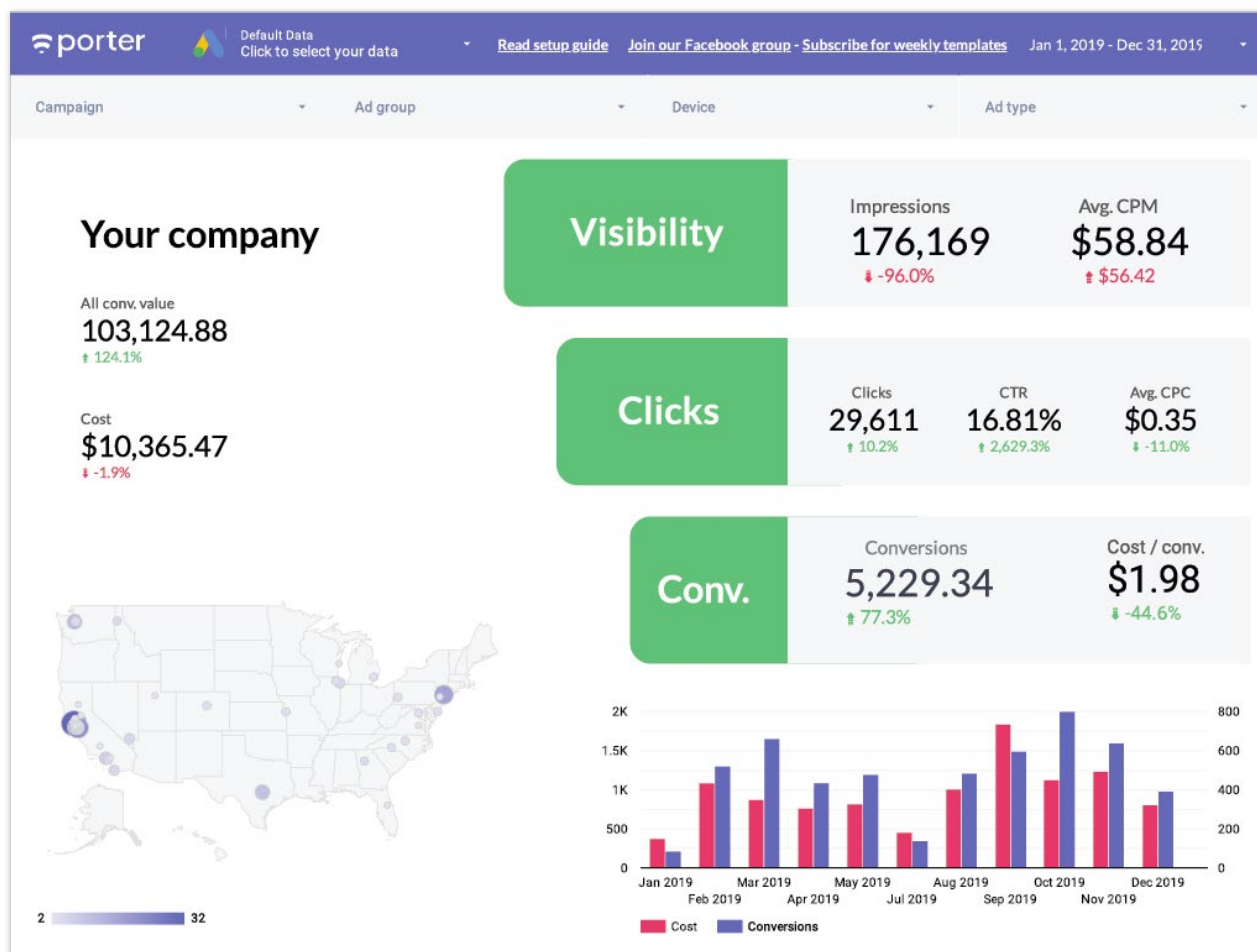 porter
Default Data
Click to select your data
Read setup guide Join our Facebook group - Subscribe for weekly templates
Jan 1, 2019 - Dec 31, 2019
Campaign
Ad group
Device
Ad type
Your company
All conv. value
103,124.88
124.1%
Cost
$10,365.47
-1.9%
Visibility
Impressions
176,169
-96.0%
Avg. CPM
$58.84
$56.42
Clicks
Clicks
29,611
10.2%
CTR
16.81%
2,629.3%
Avg. CPC
$0.35
-11.0%
Conv.
Conversions
5,229.34
77.3%
Cost / conv.
$1.98
-44.6%
2 32
2K 800
1.5K 600
1K 400
500 200
0 0
Jan 2019 Mar 2019 May 2019 Aug 2019 Oct 2019 Dec 2019
Feb 2019 Apr 2019 Jul 2019 Sep 2019 Nov 2019
Cost Conversions